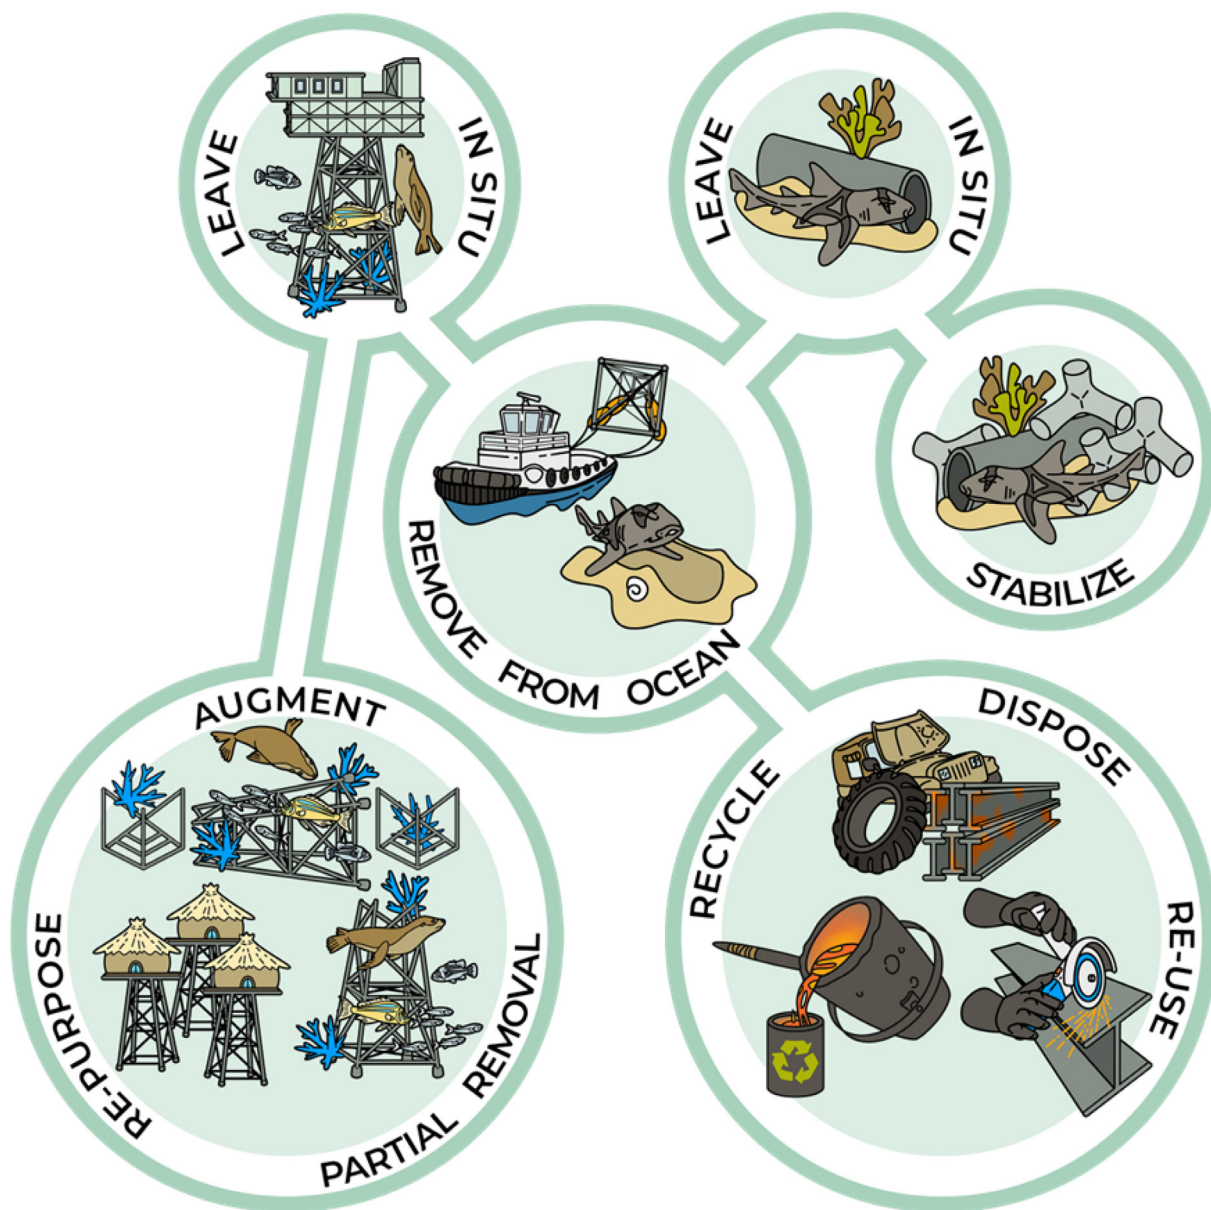 LEAVE IN SITU
LEAVE IN SITU
REMOVE FROM OCEAN
STABILIZE
AUGMENT
RE-PURPOSE
PARTIAL REMOVAL
RECYCLE
DISPOSE
RE-USE